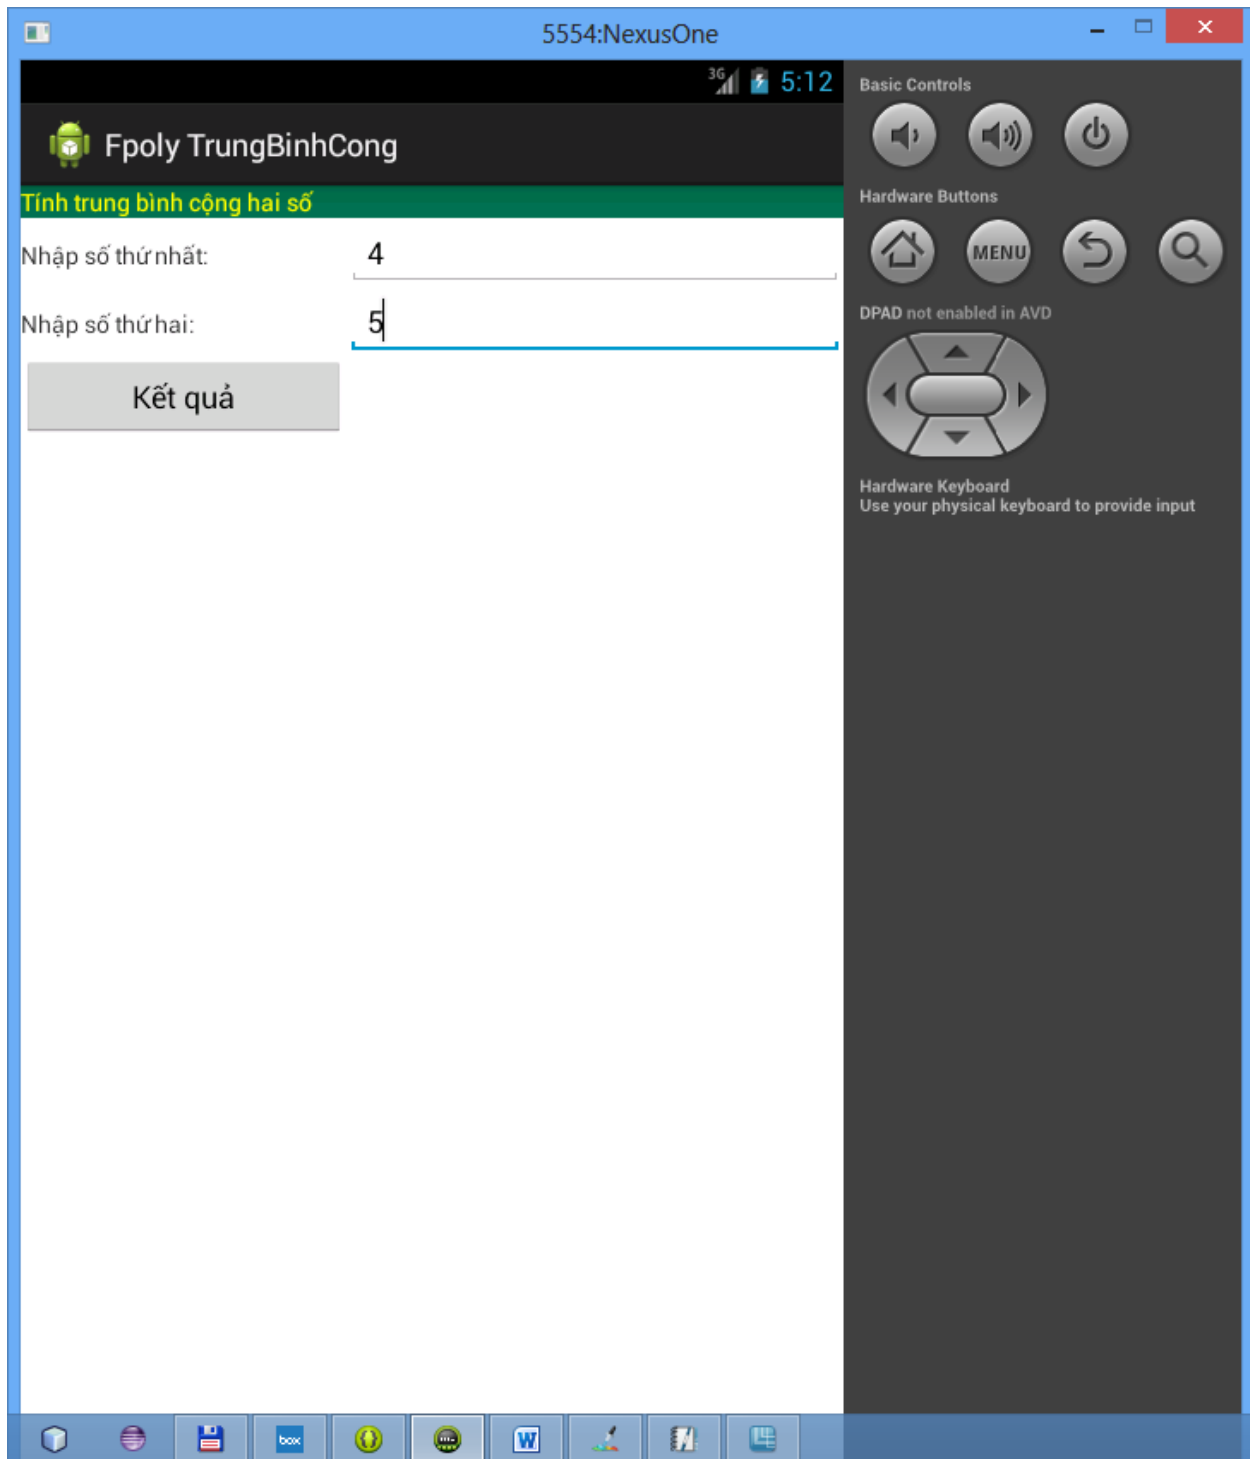 5554:NexusOne
3G 5:12
Fpoly TrungBinhCong
Tính trung bình cộng hai số
Nhập số thứ nhất: 4
Nhập số thứ hai: 5
Kết quả
Basic Controls
Hardware Buttons
MENU
DPAD not enabled in AVD
Hardware Keyboard
Use your physical keyboard to provide input
box
W